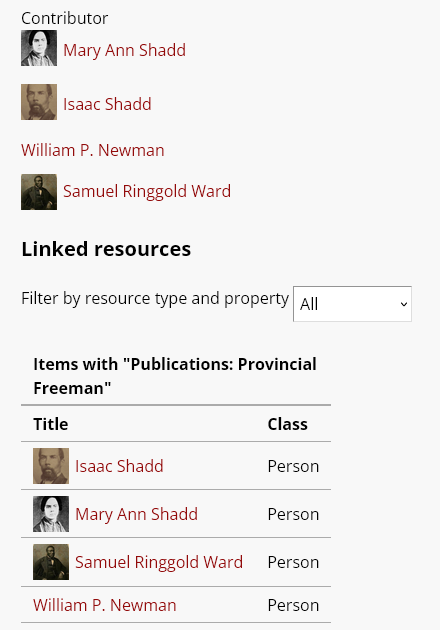 Contributor
Mary Ann Shadd
Isaac Shadd
William P. Newman
Samuel Ringgold Ward
Linked resources
Filter by resource type and property All
Items with "Publications: Provincial
Freeman"
Title Class
Isaac Shadd Person
Mary Ann Shadd Person
Samuel Ringgold Ward Person
William P. Newman Person